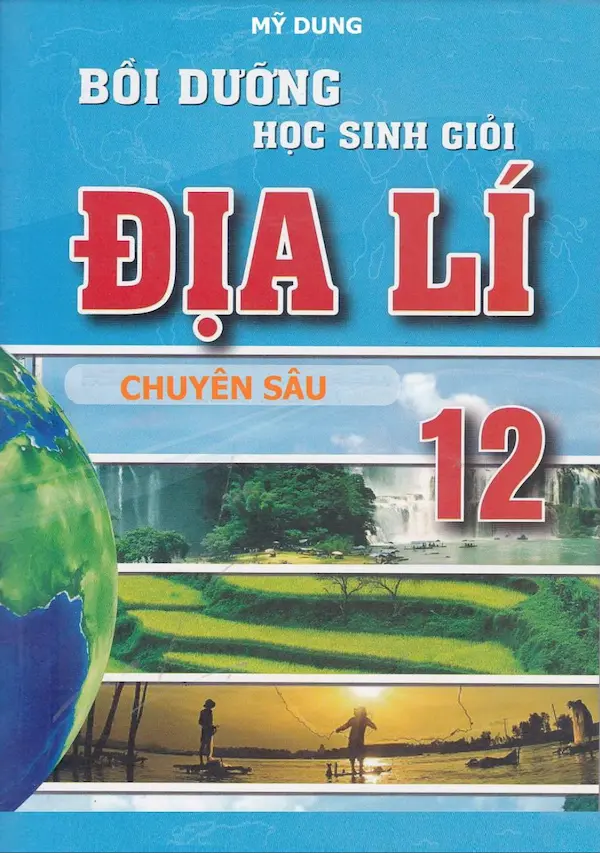 MỸ DUNG
BỒI DƯỠNG
HỌC SINH GIỎI
ĐỊA LÍ
CHUYÊN SÂU
12